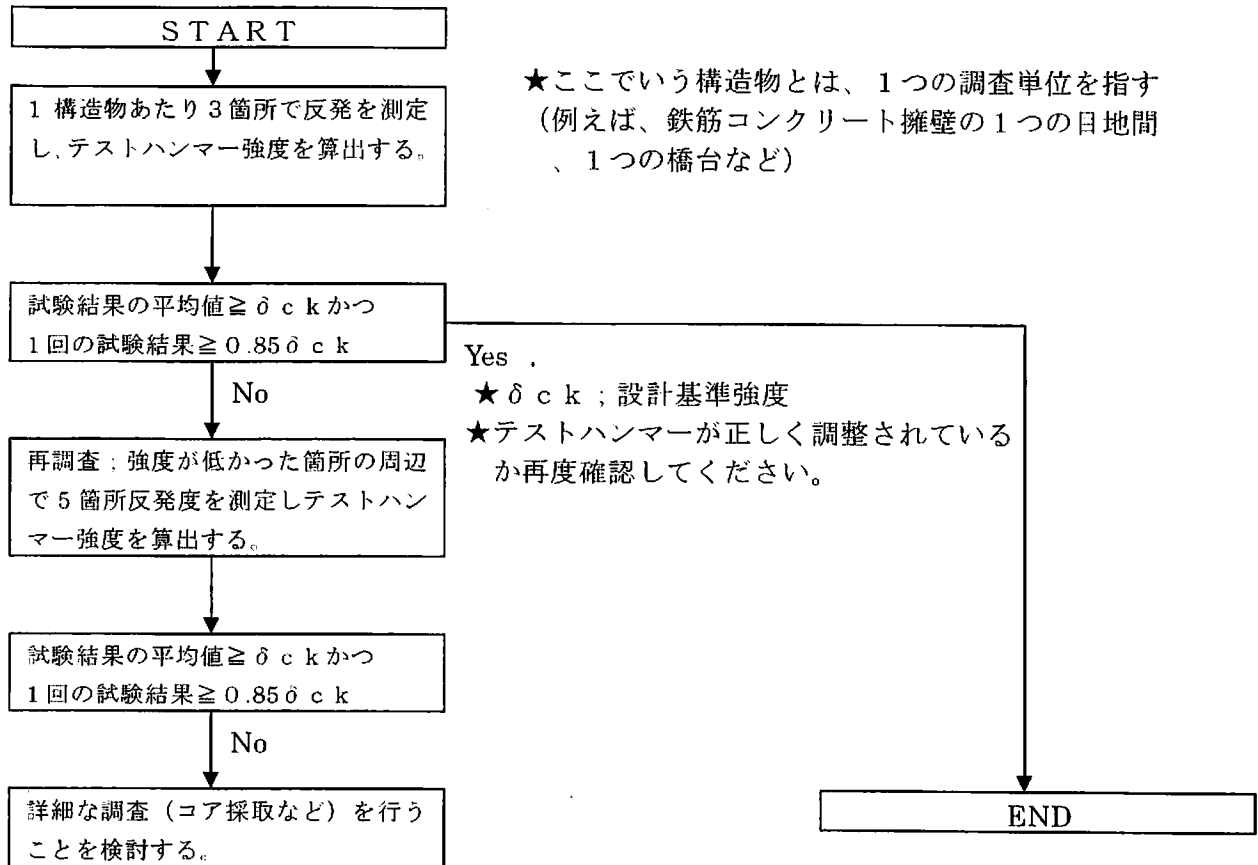 START
1 構造物あたり3箇所で反発を測定
し、テストハンマー強度を算出する。
★ここでいう構造物とは、1つの調査単位を指す
(例えば、鉄筋コンクリート擁壁の1つの目地間
、1つの橋台など)
試験結果の平均値≧δckかつ
1回の試験結果≧0.85δck
Yes .
★δck;設計基準強度
★テストハンマーが正しく調整されている
か再度確認してください。
No
再調査;強度が低かった箇所の周辺
で5箇所反発度を測定しテストハン
マー強度を算出する。
試験結果の平均値≧δckかつ
1回の試験結果≧0.85δck
No
詳細な調査(コア採取など)を行う
ことを検討する。
END